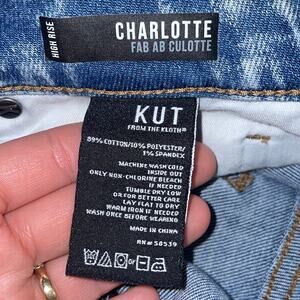 HIGH RISE
CHARLOTTE
FAB AB CULOTTE
KUT
FROM THE KLOTH®
89% COTTON/10% POLYESTER/
1% SPANDEX
MACHINE WASH COLD
INSIDE OUT
ONLY NON-CHLORINE BLEACH
IF NEEDED
TUMBLE DRY LOW
OR FOR BETTER CARE
LAY FLAT TO DRY
WARM IRON IF NEEDED
WASH ONCE BEFORE WEARING
MADE IN CHINA
RN# 58539
OR